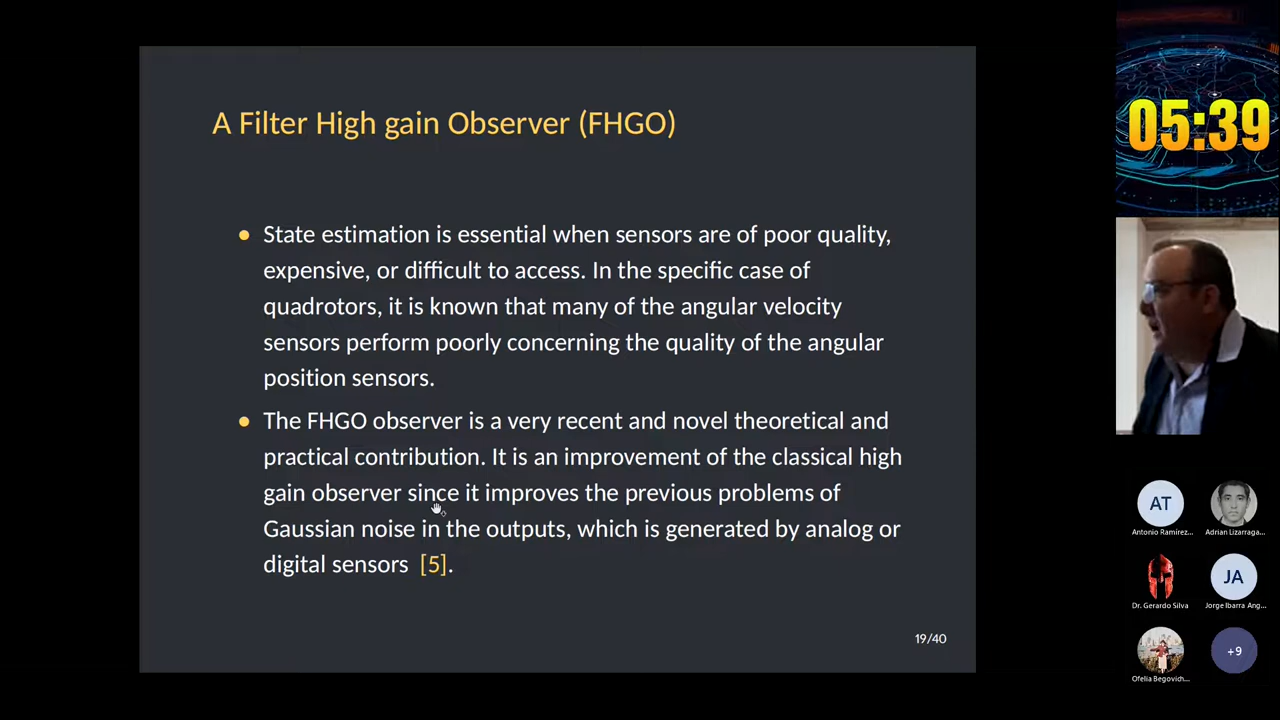 A Filter High gain Observer (FHGO)
State estimation is essential when sensors are of poor quality,
expensive, or difficult to access. In the specific case of
quadrotors, it is known that many of the angular velocity
sensors perform poorly concerning the quality of the angular
position sensors.
The FHGO observer is a very recent and novel theoretical and
practical contribution. It is an improvement of the classical high
gain observer since it improves the previous problems of
Gaussian noise in the outputs, which is generated by analog or
digital sensors [5].
19/40
05:39
AT
Antonio Ramirez...
Adrian Lizarraga...
Dr. Gerardo Silva
JA
Jorge Ibarra Ang...
Ofelia Begovich...
+9